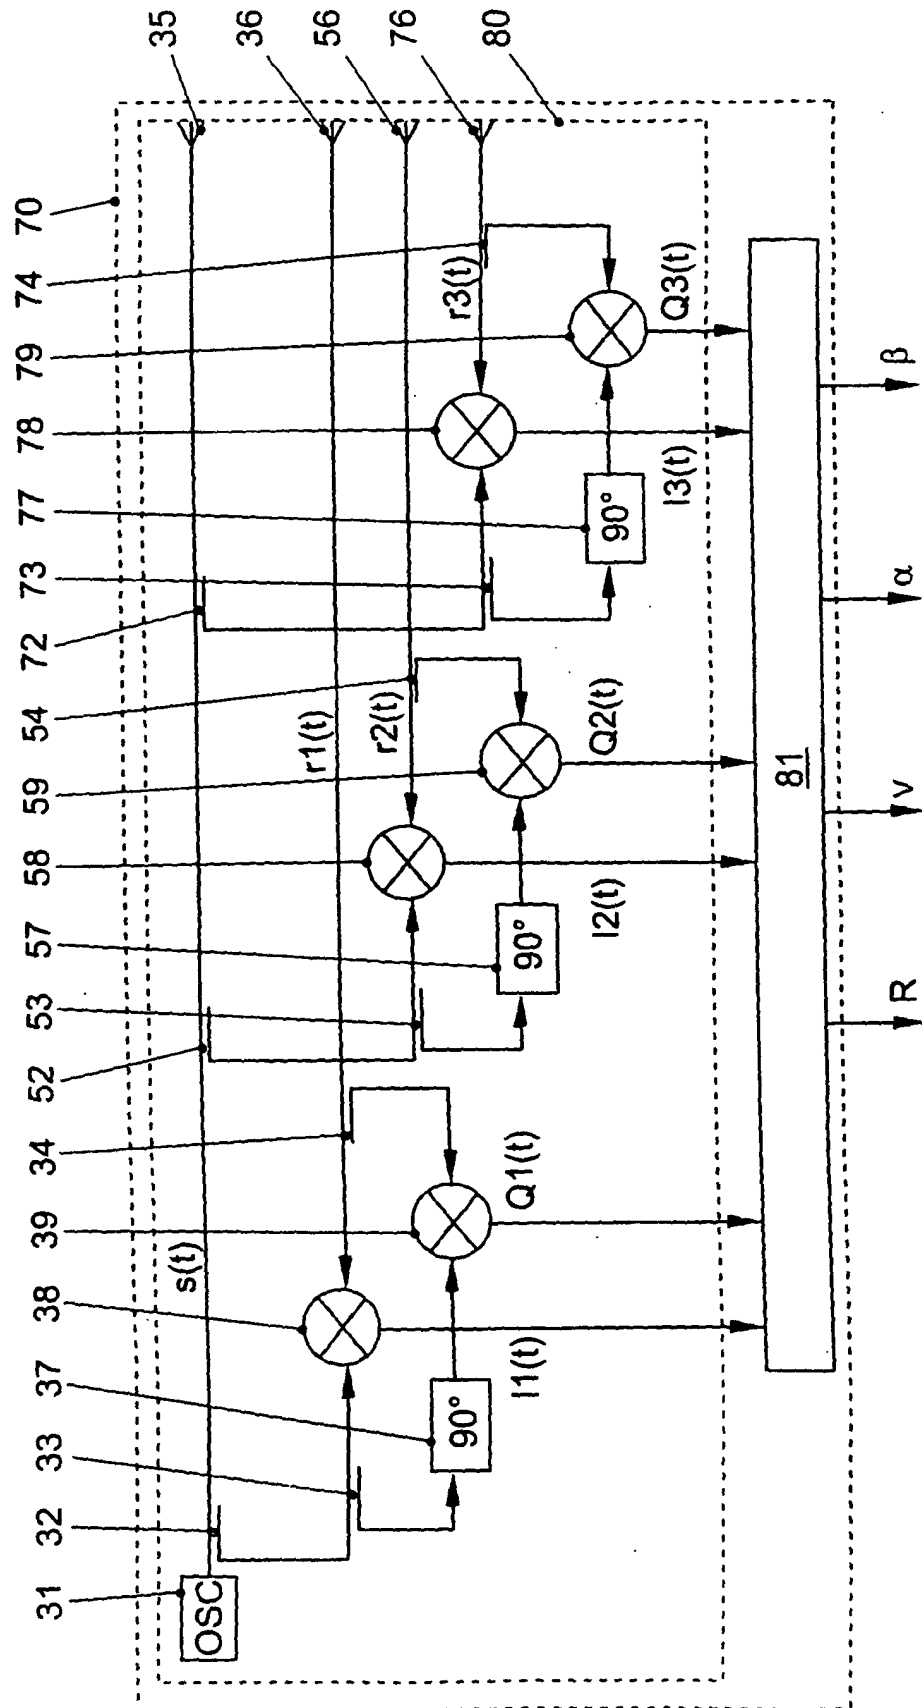 31
32
33
37
38
39
34
52
53
57
58
59
54
72
73
77
78
79
74
70
35
36
56
76
80
OSC
s(t)
r1(t)
r2(t)
r3(t)
90°
90°
90°
I1(t)
Q1(t)
I2(t)
Q2(t)
I3(t)
Q3(t)
81
R
v
α
β